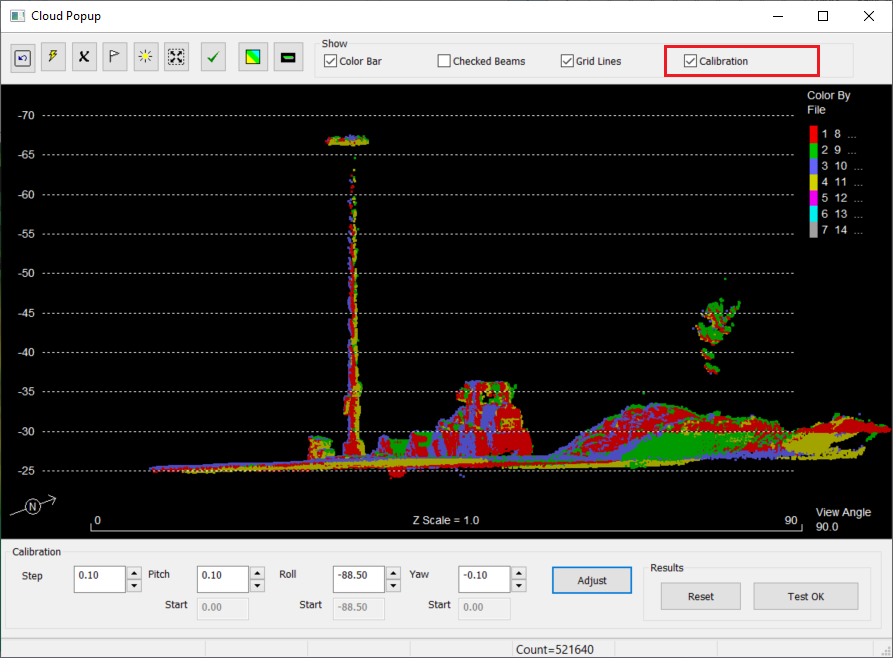 Cloud Popup
Show
Color Bar
Checked Beams
Grid Lines
Calibration
Color By
File
1 8 ...
2 9 ...
3 10 ...
4 11 ...
5 12 ...
6 13 ...
7 14 ...
-70
-65
-60
-55
-50
-45
-40
-35
-30
-25
N
0
Z Scale = 1.0
90
View Angle
90.0
Calibration
Step 0.10 Pitch 0.10 Roll -88.50 Yaw -0.10 Adjust
Start 0.00 Start -88.50 Start 0.00
Results
Reset Test OK
Count=521640